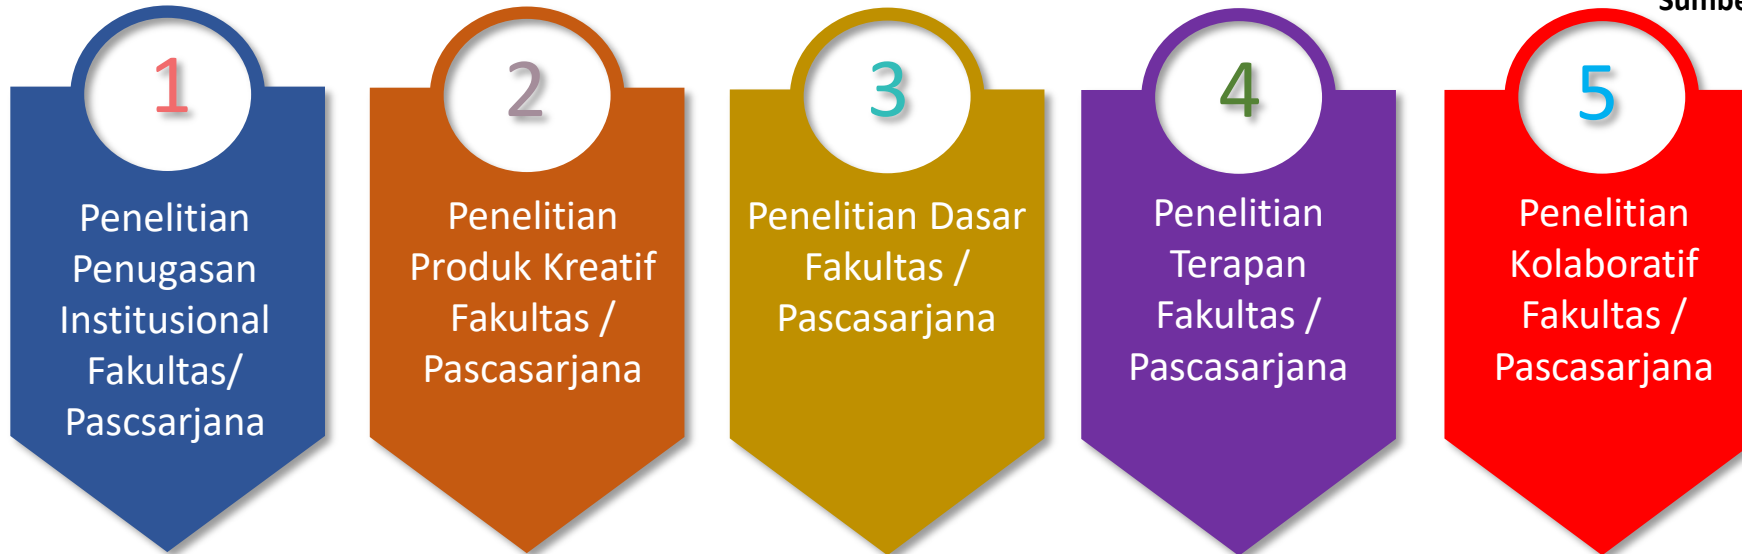 1
Penelitian
Penugasan
Institusional
Fakultas/
Pascsarjana
2
Penelitian
Produk Kreatif
Fakultas /
Pascasarjana
3
Penelitian Dasar
Fakultas /
Pascasarjana
4
Penelitian
Terapan
Fakultas /
Pascasarjana
5
Penelitian
Kolaboratif
Fakultas /
Pascasarjana